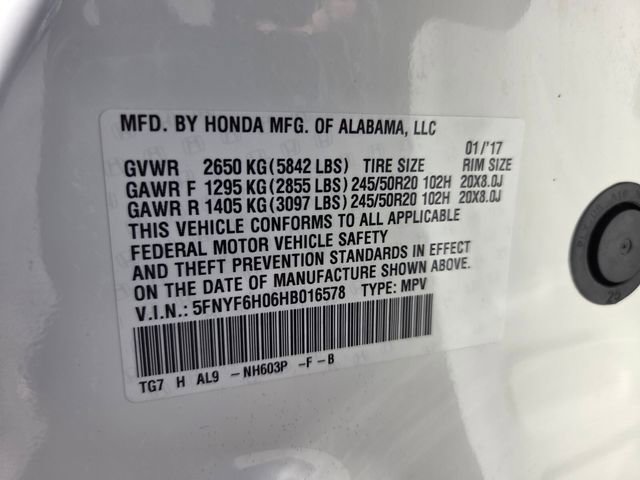 MFD. BY HONDA MFG. OF ALABAMA, LLC
01/'17
GVWR 2650 KG(5842 LBS) TIRE SIZE RIM SIZE
GAWR F 1295 KG(2855 LBS) 245/50R20 102H 20X8.0J
GAWR R 1405 KG(3097 LBS) 245/50R20 102H 20X8.0J
THIS VEHICLE CONFORMS TO ALL APPLICABLE
FEDERAL MOTOR VEHICLE SAFETY
AND THEFT PREVENTION STANDARDS IN EFFECT
ON THE DATE OF MANUFACTURE SHOWN ABOVE.
V.I.N.: 5FNYF6H06HB016578 TYPE: MPV
TG7 H AL9 -NH603P -F-B
29